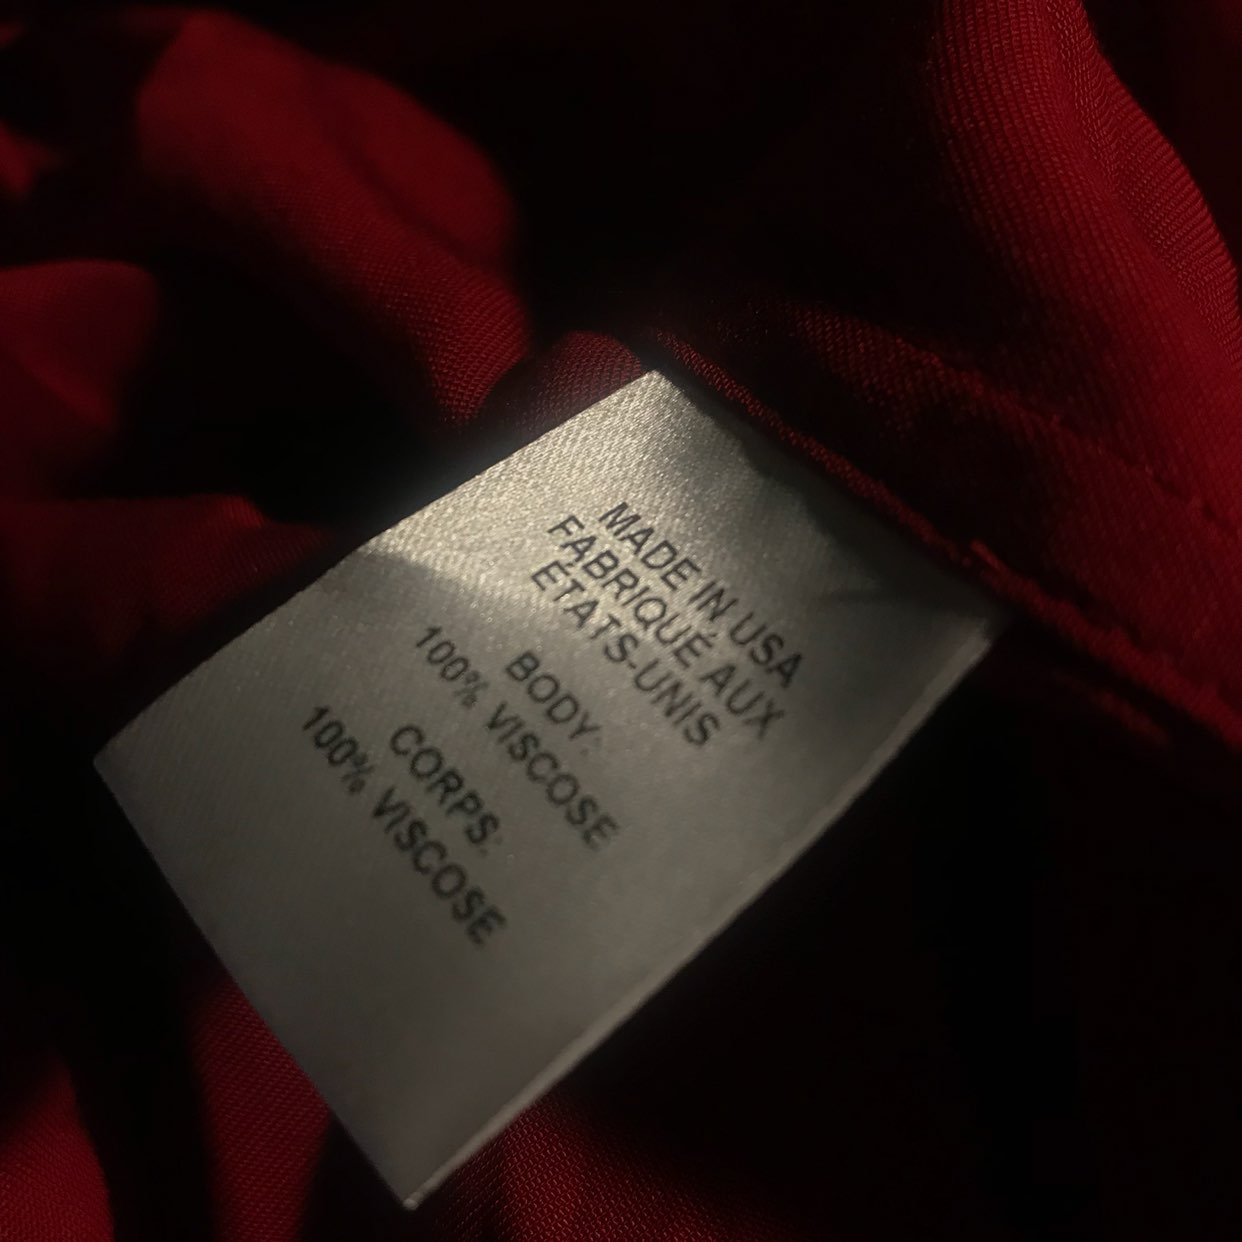 MADE IN USA
FABRIQUÉ AUX
ÉTATS-UNIS
BODY:
100% VISCOSE
CORPS:
100% VISCOSE